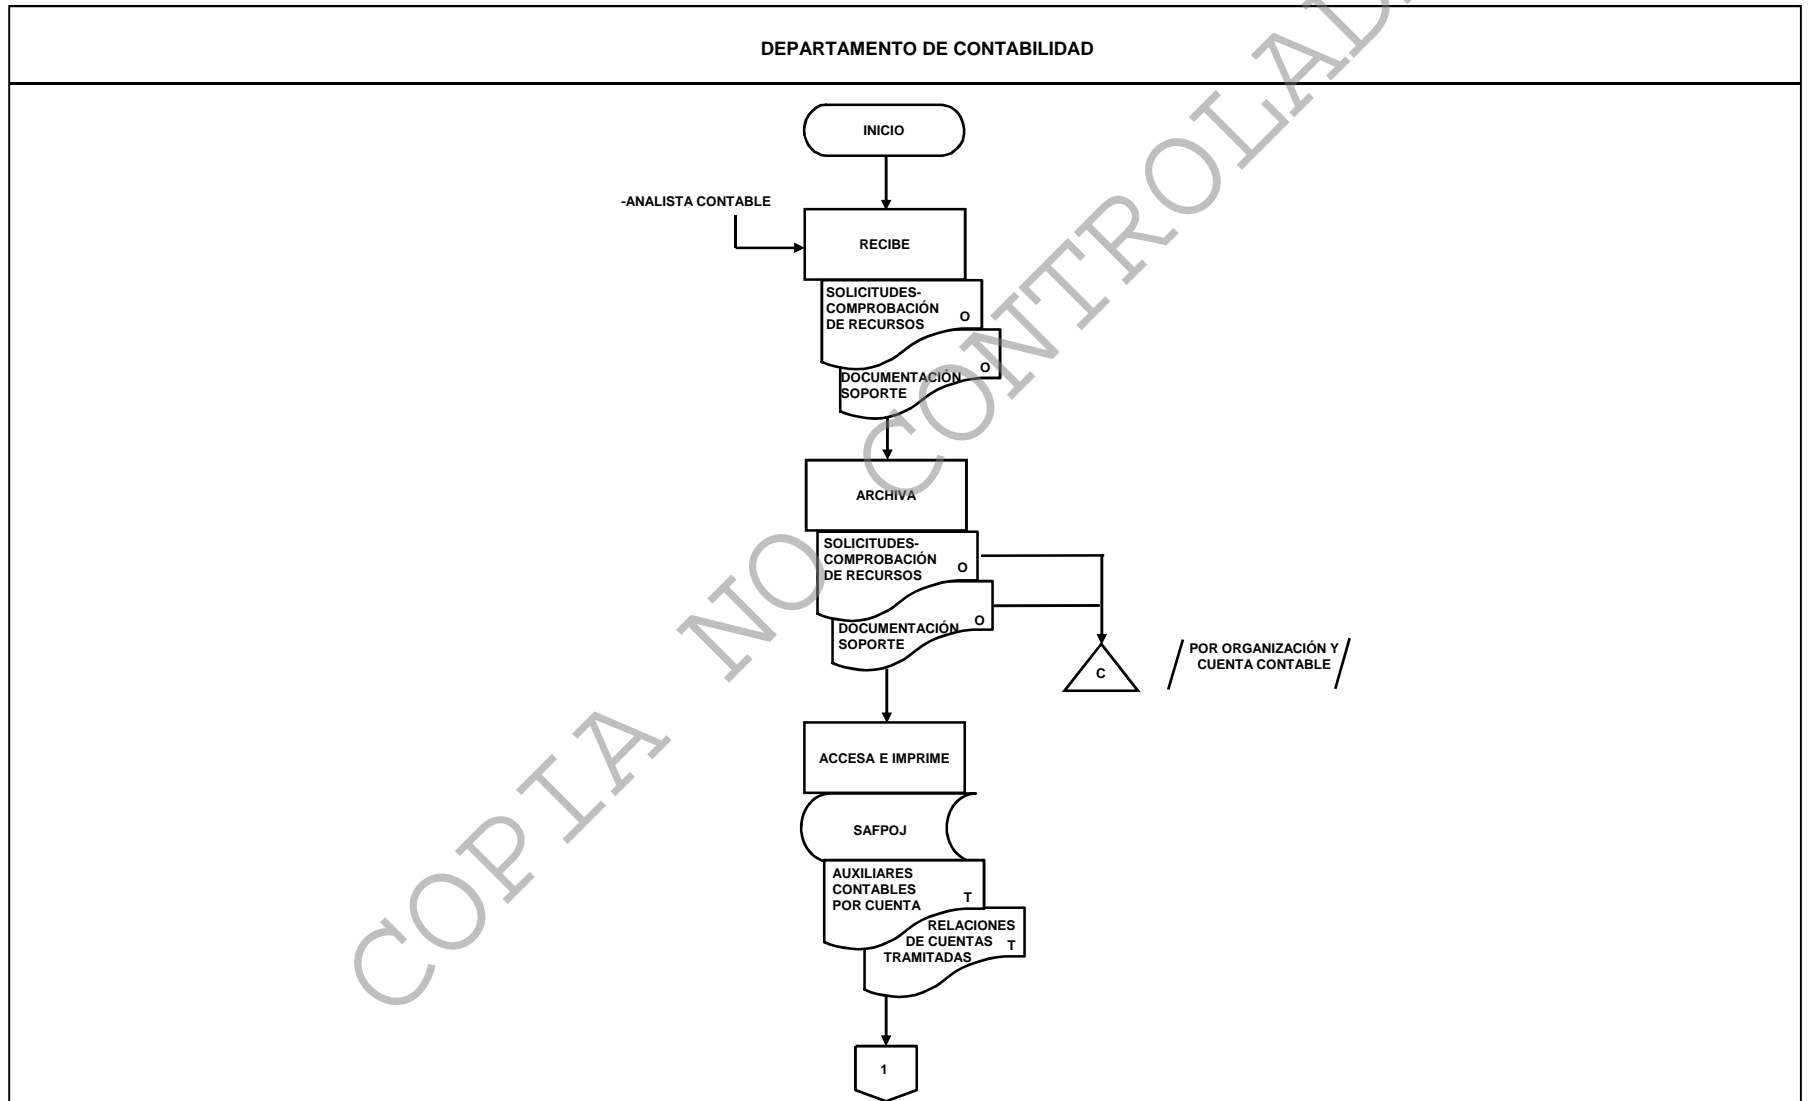 DEPARTAMENTO DE CONTABILIDAD
INICIO
-ANALISTA CONTABLE
RECIBE
SOLICITUDES-
COMPROBACIÓN
DE RECURSOS
O
DOCUMENTACIÓN
SOPORTE
O
ARCHIVA
SOLICITUDES-
COMPROBACIÓN
DE RECURSOS
O
DOCUMENTACIÓN
SOPORTE
O
C
POR ORGANIZACIÓN Y
CUENTA CONTABLE
ACCESA E IMPRIME
SAFPOJ
AUXILIARES
CONTABLES
POR CUENTA
T
RELACIONES
DE CUENTAS
TRAMITADAS
T
1
COPIA NO CONTROLAD